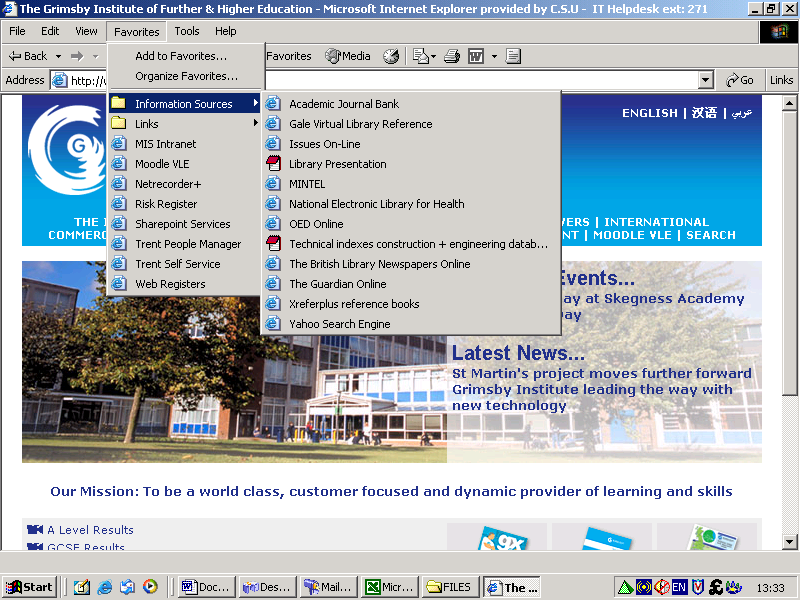 The Grimsby Institute of Further & Higher Education - Microsoft Internet Explorer provided by C.S.U - IT Helpdesk ext: 271
File Edit View Favorites Tools Help
Back Favorites Media
Address http:// Go Links
Add to Favorites...
Organize Favorites...
Information Sources
Links
MIS Intranet
Moodle VLE
Netrecorder+
Risk Register
Sharepoint Services
Trent People Manager
Trent Self Service
Web Registers
Academic Journal Bank
Gale Virtual Library Reference
Issues On-Line
Library Presentation
MINTEL
National Electronic Library for Health
OED Online
Technical indexes construction + engineering datab...
The British Library Newspapers Online
The Guardian Online
Xreferplus reference books
Yahoo Search Engine
ENGLISH | 汉语 | عربي
G
THE | INTERNATIONAL
| MOODLE VLE | SEARCH
Events...
at Skegness Academy
Latest News...
St Martin's project moves further forward
Grimsby Institute leading the way with
new technology
Our Mission: To be a world class, customer focused and dynamic provider of learning and skills
A Level Results
GCSE Results
gx
Start Doc... Des... Mail... Micr... FILES The ... EN 13:33